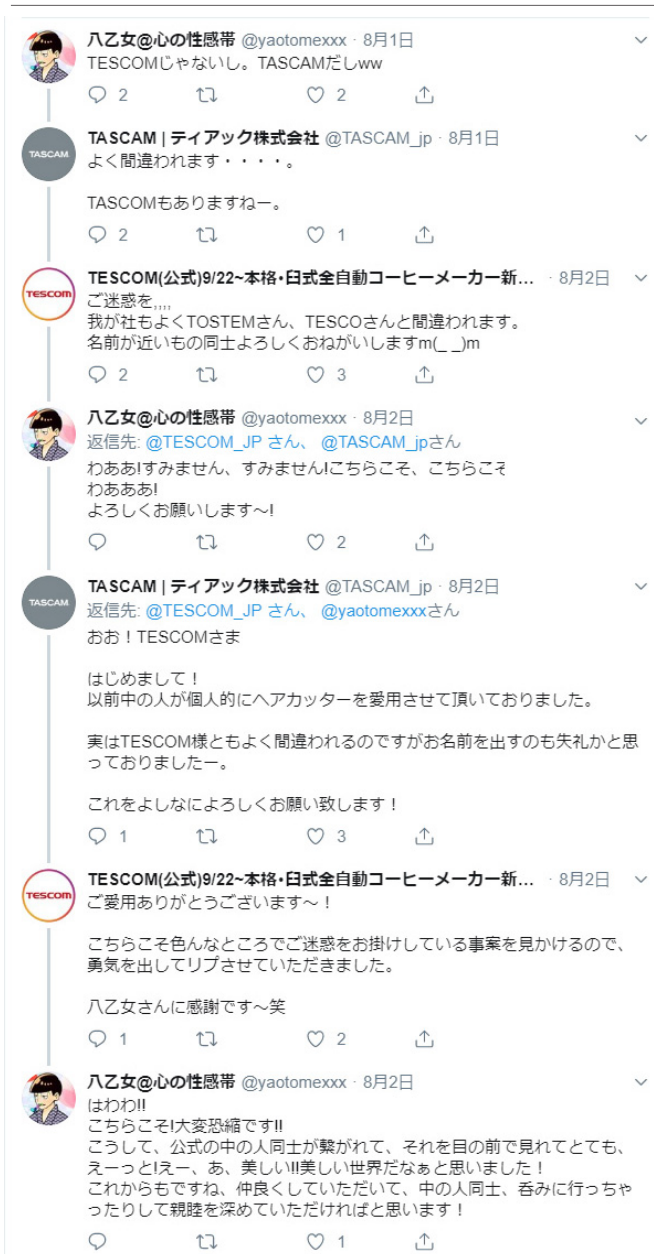 八乙女@心の性感帯 @yaotomexxx · 8月1日
TESCOMじゃないし。TASCAMだしww
2 2
TASCAM
TASCAM | ティアック株式会社 @TASCAM_jp · 8月1日
よく間違われます・・・・。
TASCOMもありますねー。
2 1
TESCOM
TESCOM(公式)9/22~本格・臼式全自動コーヒーメーカー新... · 8月2日
ご迷惑を,,,,
我が社もよくTOSTEMさん、TESCOさんと間違われます。
名前が近いもの同士よろしくおねがいしますm(_ _)m
2 3
八乙女@心の性感帯 @yaotomexxx · 8月2日
返信先: @TESCOM_JP さん、 @TASCAM_jpさん
わああ!すみません、すみません!こちらこそ、こちらこそ
わあああ!
よろしくお願いします〜!
2
TASCAM
TASCAM | ティアック株式会社 @TASCAM_jp · 8月2日
返信先: @TESCOM_JP さん、 @yaotomexxxさん
おお！TESCOMさま
はじめまして！
以前中の人が個人的にヘアカッターを愛用させて頂いておりました。
実はTESCOM様ともよく間違われるのですがお名前を出すのも失礼かと思
っておりましたー。
これをよしなによろしくお願い致します！
1 3
TESCOM
TESCOM(公式)9/22~本格・臼式全自動コーヒーメーカー新... · 8月2日
ご愛用ありがとうございます〜！
こちらこそ色んなところでご迷惑をお掛けしている事案を見かけるので、
勇気を出してリプさせていただきました。
八乙女さんに感謝です〜笑
1 2
八乙女@心の性感帯 @yaotomexxx · 8月2日
はわわ!!
こちらこそ!大変恐縮です!!
こうして、公式の中の人同士が繋がれて、それを目の前で見れてとても、
えーっと!えー、あ、美しい!!美しい世界だなぁと思いました！
これからもですね、仲良くしていただいて、中の人同士、呑みに行っちゃ
ったりして親睦を深めていただければと思います！
1